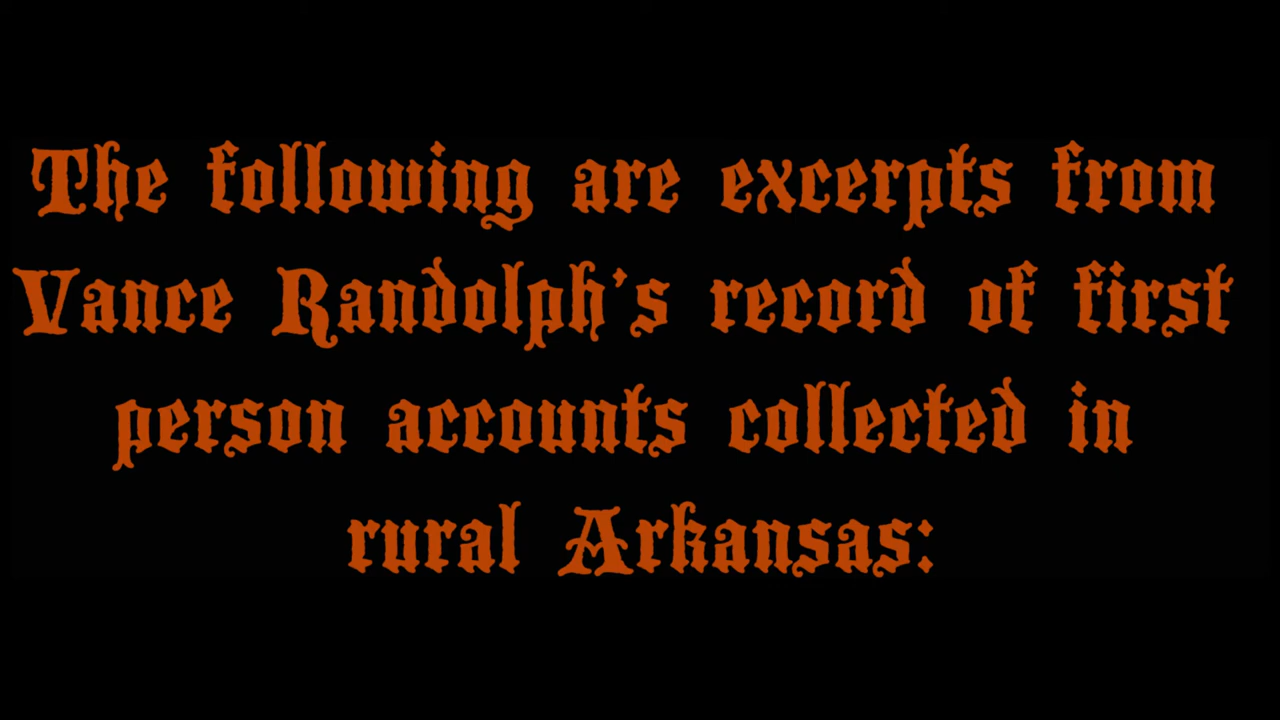 The following are excerpts from
Vance Randolph's record of first
person accounts collected in
rural Arkansas: